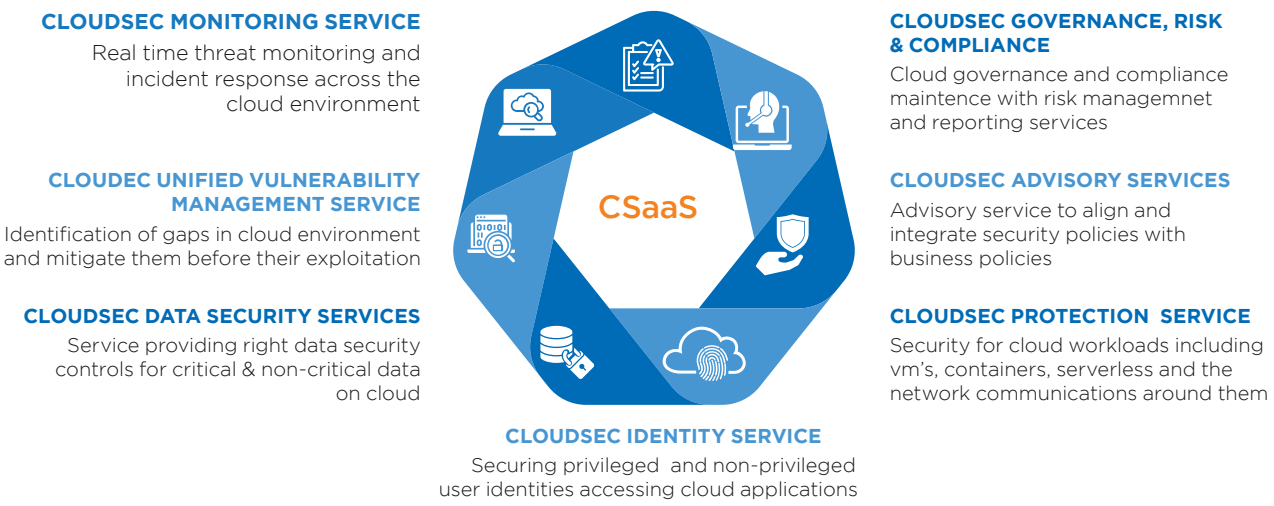 CLOUDSEC MONITORING SERVICE
Real time threat monitoring and
incident response across the
cloud environment
CLOUDEC UNIFIED VULNERABILITY
MANAGEMENT SERVICE
Identification of gaps in cloud environment
and mitigate them before their exploitation
CLOUDSEC DATA SECURITY SERVICES
Service providing right data security
controls for critical & non-critical data
on cloud
CSaaS
CLOUDSEC GOVERNANCE, RISK
& COMPLIANCE
Cloud governance and compliance
maintence with risk managemnet
and reporting services
CLOUDSEC ADVISORY SERVICES
Advisory service to align and
integrate security policies with
business policies
CLOUDSEC PROTECTION SERVICE
Security for cloud workloads including
vm's, containers, serverless and the
network communications around them
CLOUDSEC IDENTITY SERVICE
Securing privileged and non-privileged
user identities accessing cloud applications